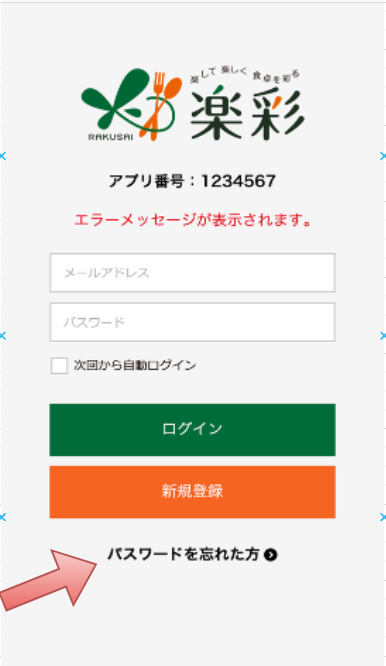 楽して 楽しく 食卓を彩る
楽彩
RAKUSAI
アプリ番号：1234567
エラーメッセージが表示されます。
メールアドレス
パスワード
次回から自動ログイン
ログイン
新規登録
パスワードを忘れた方